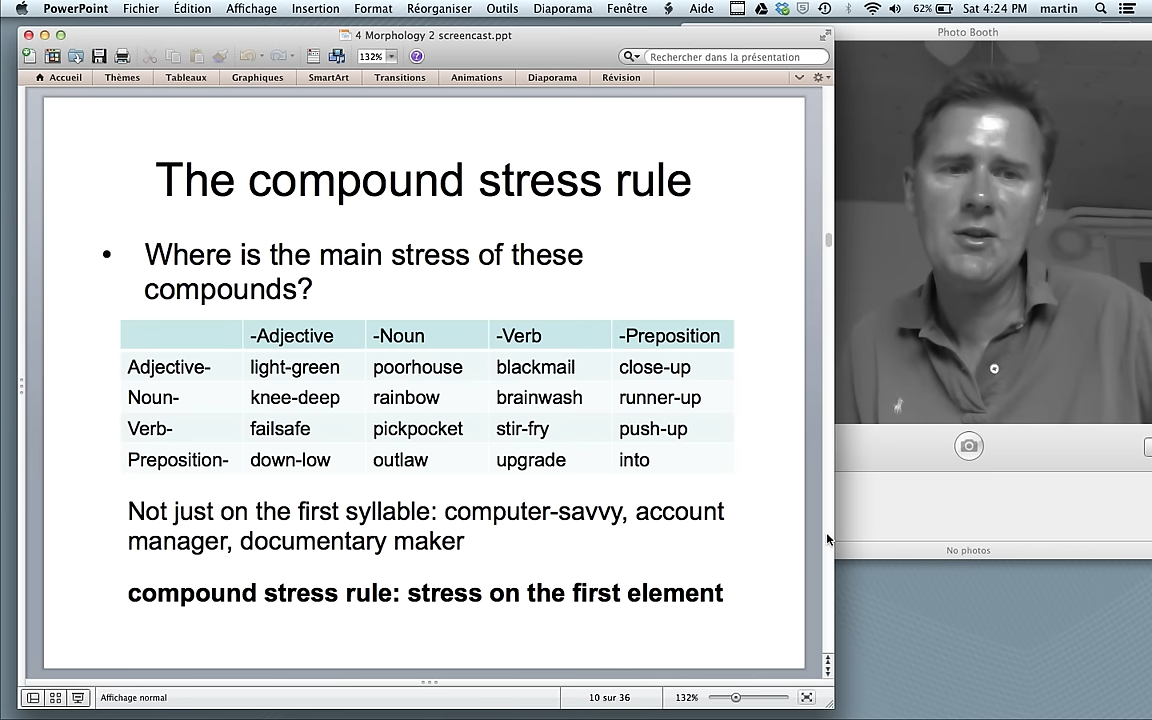 PowerPoint Fichier Édition Affichage Insertion Format Réorganiser Outils Diaporama Fenêtre Aide 62% Sat 4:24 PM martin
4 Morphology 2 screencast.ppt
Photo Booth
132% Rechercher dans la présentation
Accueil Thèmes Tableaux Graphiques SmartArt Transitions Animations Diaporama Révision
The compound stress rule
• Where is the main stress of these
compounds?
-Adjective -Noun -Verb -Preposition
Adjective- light-green poorhouse blackmail close-up
Noun- knee-deep rainbow brainwash runner-up
Verb- failsafe pickpocket stir-fry push-up
Preposition- down-low outlaw upgrade into
Not just on the first syllable: computer-savvy, account
manager, documentary maker
compound stress rule: stress on the first element
No photos
Affichage normal 10 sur 36 132%